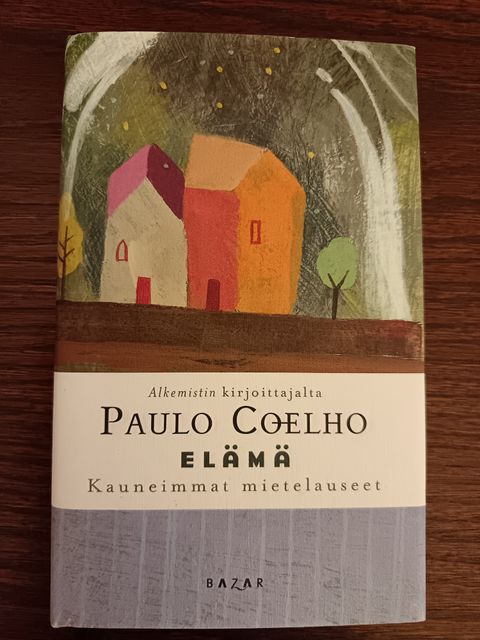 Alkemistin kirjoittajalta
PAULO COELHO
ELÄMÄ
Kauneimmat mietelauseet
BAZAR